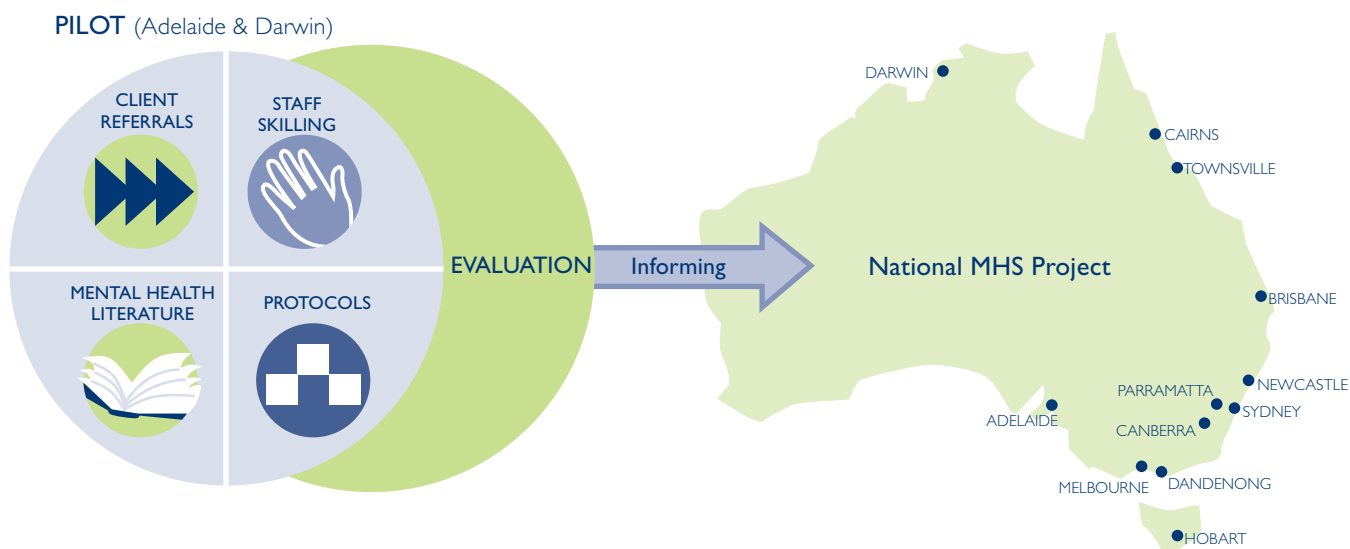 PILOT (Adelaide & Darwin)
CLIENT
REFERRALS
STAFF
SKILLING
MENTAL HEALTH
LITERATURE
PROTOCOLS
EVALUATION
Informing
National MHS Project
DARWIN
CAIRNS
TOWNSVILLE
BRISBANE
NEWCASTLE
PARRAMATTA
SYDNEY
ADELAIDE
CANBERRA
MELBOURNE
DANDENONG
HOBART